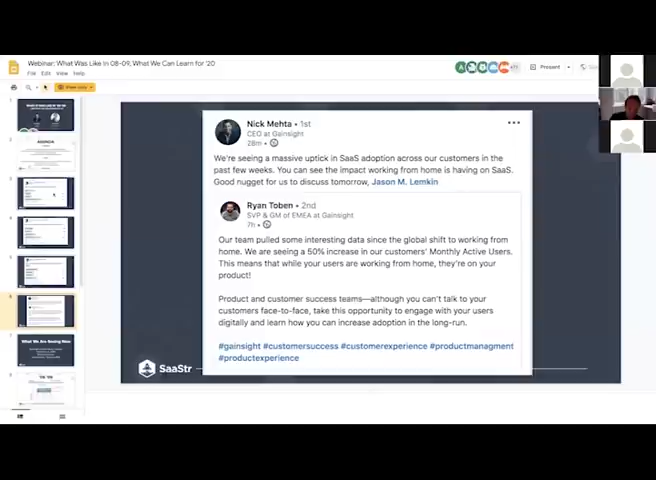 Webinar: What Was Like In 08-09, What We Can Learn for '20
File Edit View Help
Present
View only
AGENDA
What We Are Seeing Now
Nick Mehta • 1st
CEO at Gainsight
28m •
We're seeing a massive uptick in SaaS adoption across our customers in the
past few weeks. You can see the impact working from home is having on SaaS.
Good nugget for us to discuss tomorrow, Jason M. Lemkin
Ryan Toben • 2nd
SVP & GM of EMEA at Gainsight
7h •
Our team pulled some interesting data since the global shift to working from
home. We are seeing a 50% increase in our customers' Monthly Active Users.
This means that while your users are working from home, they're on your
product!
Product and customer success teams—although you can't talk to your
customers face-to-face, take this opportunity to engage with your users
digitally and learn how you can increase adoption in the long-run.
#gainsight #customersuccess #customerexperience #productmanagment
#productexperience
SaaStr